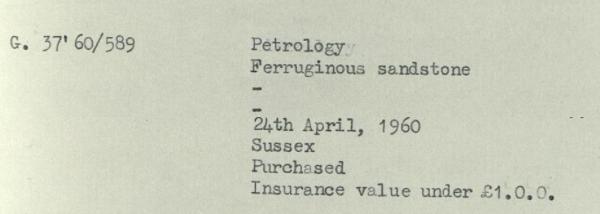 G. 37'60/589 Petrology
Ferruginous sandstone
-
-
24th April, 1960
Sussex
Purchased
Insurance value under £1.0.0.